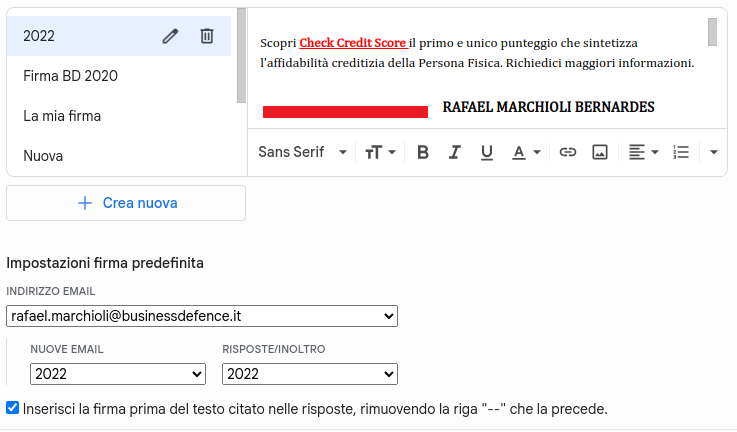 2022
Firma BD 2020
La mia firma
Nuova
Crea nuova
Scopri Check Credit Score il primo e unico punteggio che sintetizza
l'affidabilità creditizia della Persona Fisica. Richiedici maggiori informazioni.
RAFAEL MARCHIOLI BERNARDES
Sans Serif
Impostazioni firma predefinita
INDIRIZZO EMAIL
rafael.marchioli@businessdefence.it
NUOVE EMAIL RISPOSTE/INOLTRO
2022 2022
Inserisci la firma prima del testo citato nelle risposte, rimuovendo la riga "--" che la precede.